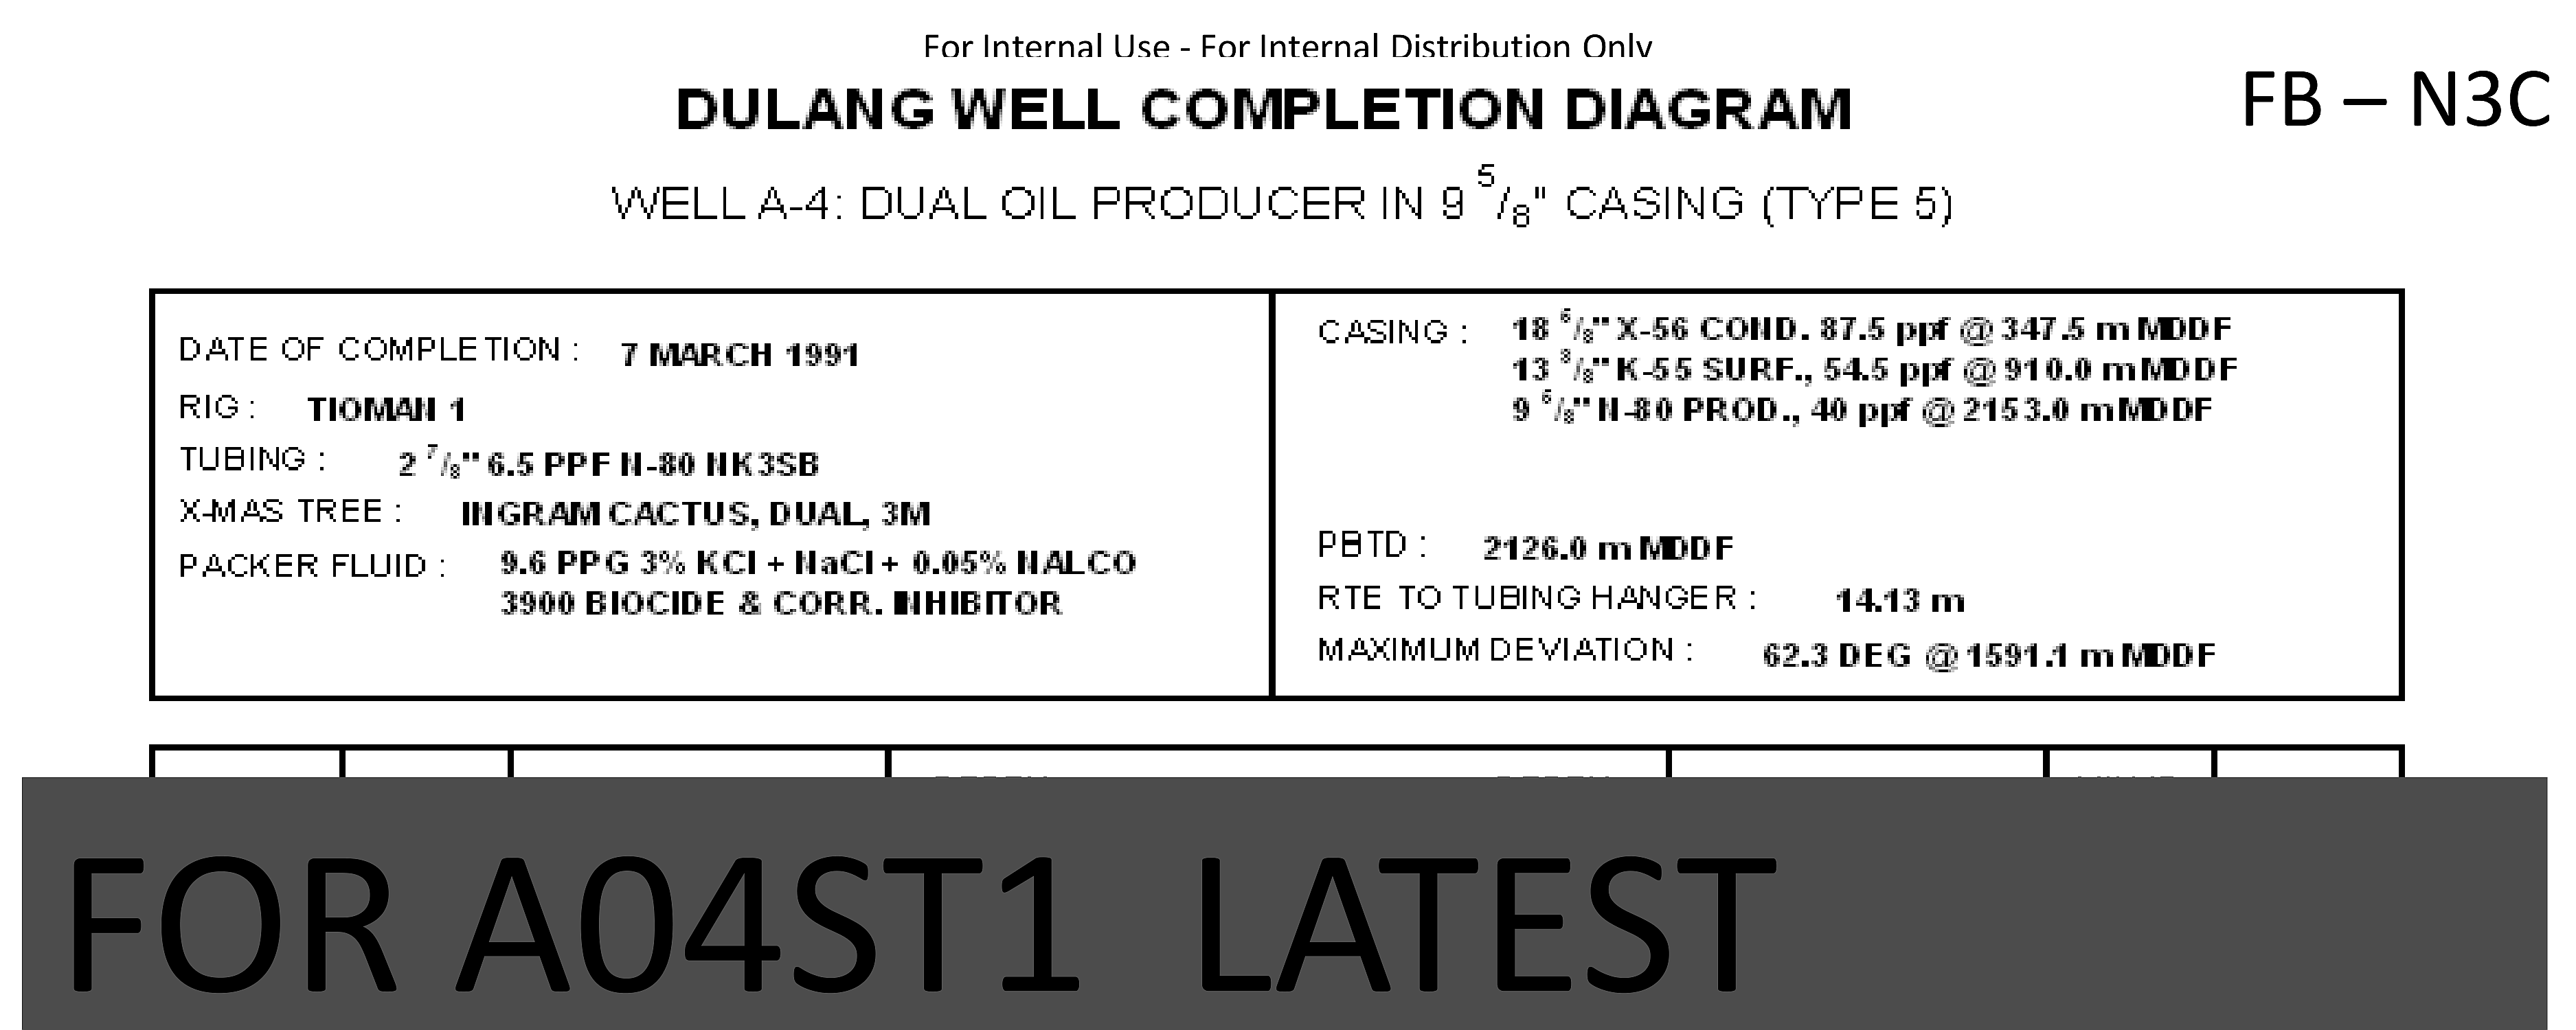 For Internal Use - For Internal Distribution Only
DULANG WELL COMPLETION DIAGRAM
FB – N3C
WELL A-4: DUAL OIL PRODUCER IN 9 5/8" CASING (TYPE 5)
DATE OF COMPLETION : 7 MARCH 1991
RIG : TIOMAN 1
TUBING : 2 7/8" 6.5 PPF N-80 NK3SB
X-MAS TREE : INGRAM CACTUS, DUAL, 3M
PACKER FLUID : 9.6 PPG 3% KCl + NaCl + 0.05% NALCO
3900 BIOCIDE & CORR. INHIBITOR
CASING : 18 5/8" X-56 COND. 87.5 ppf @ 347.5 m MDDF
13 3/8" K-55 SURF., 54.5 ppf @ 910.0 m MDDF
9 5/8" N-80 PROD., 40 ppf @ 2153.0 m MDDF
PBTD : 2126.0 m MDDF
RTE TO TUBING HANGER : 14.13 m
MAXIMUM DEVIATION : 62.3 DEG @ 1591.1 m MDDF
FOR A04ST1 LATEST